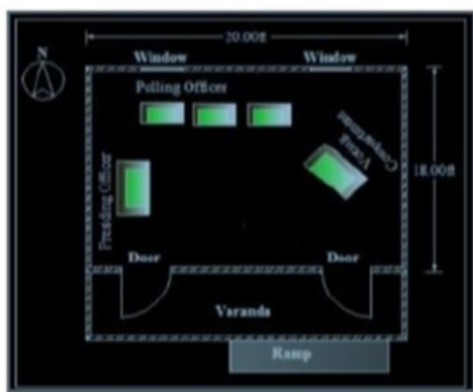 N
20.00ft
Window
Window
Polling Officer
Voting
Compartment
18.00ft
Presiding Officer
Door
Door
Varanda
Ramp